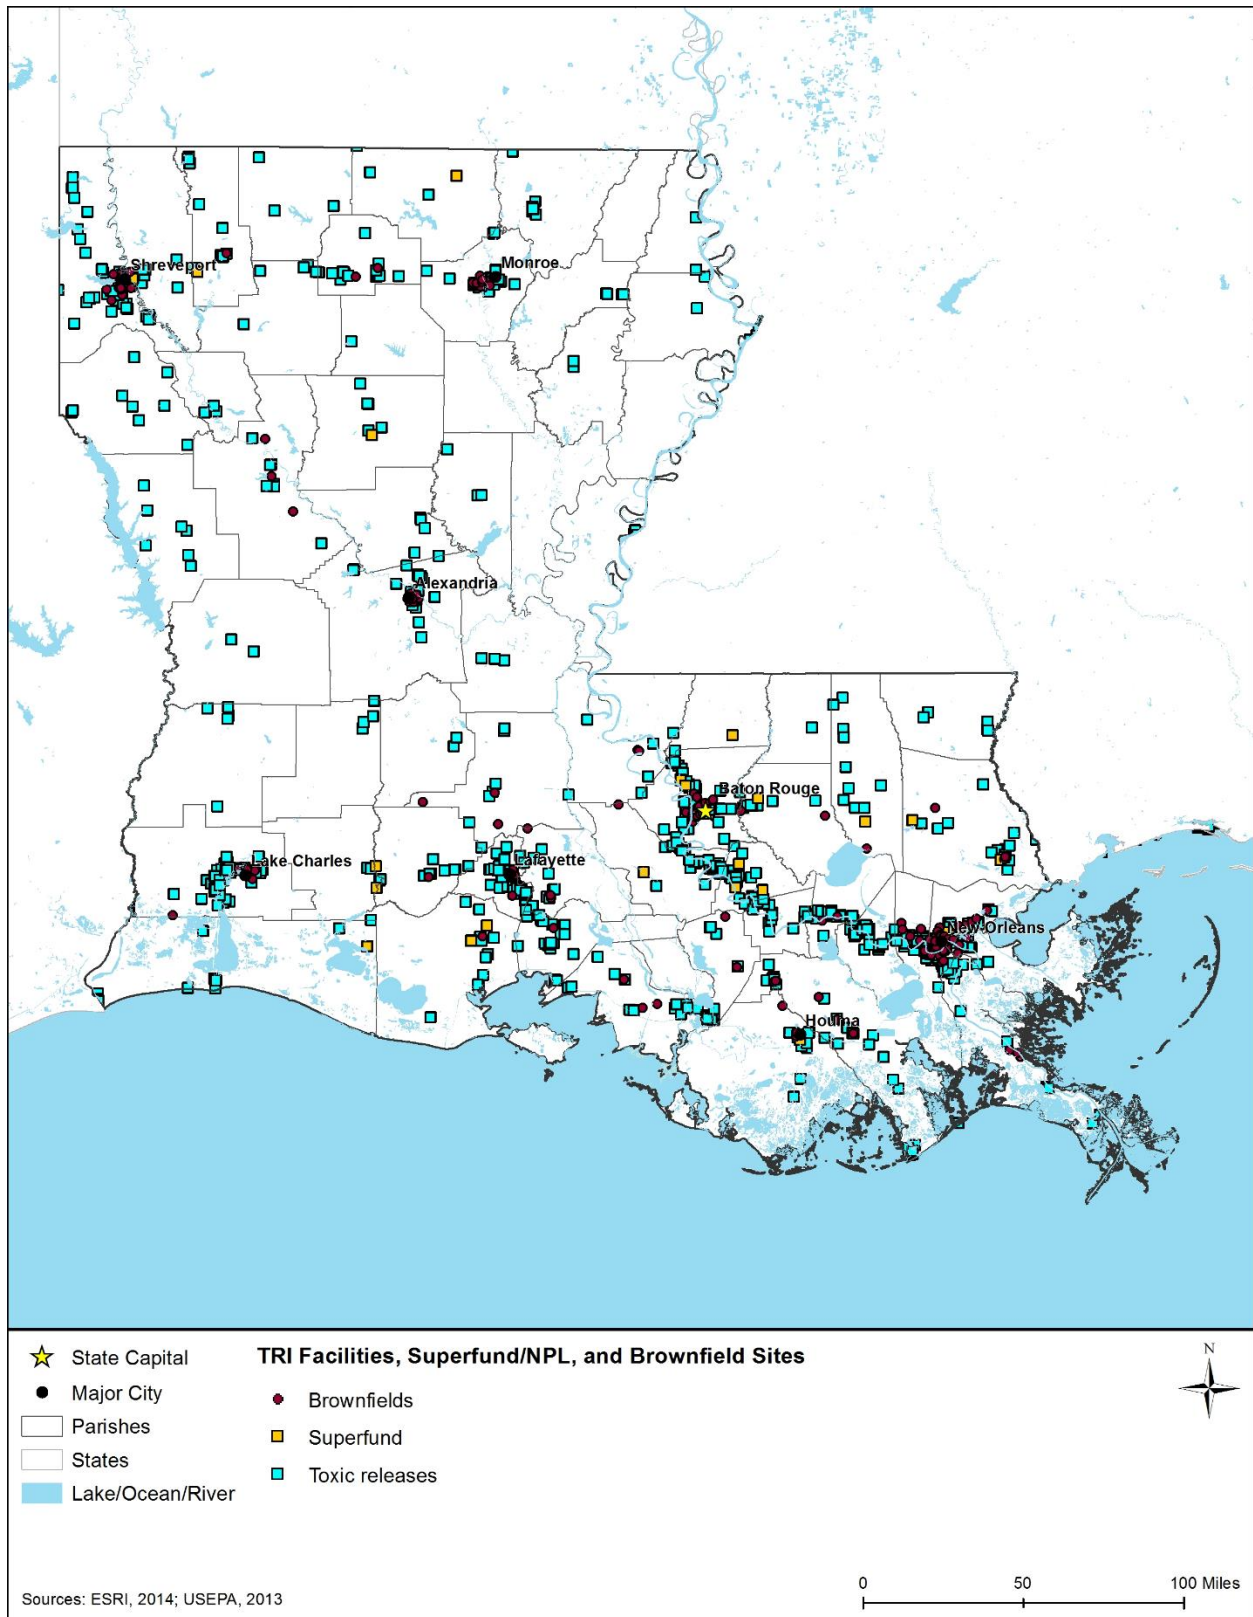 Shreveport
Monroe
Alexandria
Baton Rouge
Lake Charles
Lafayette
New Orleans
Houma
State Capital
Major City
Parishes
States
Lake/Ocean/River
TRI Facilities, Superfund/NPL, and Brownfield Sites
Brownfields
Superfund
Toxic releases
N
Sources: ESRI, 2014; USEPA, 2013
0 50 100 Miles